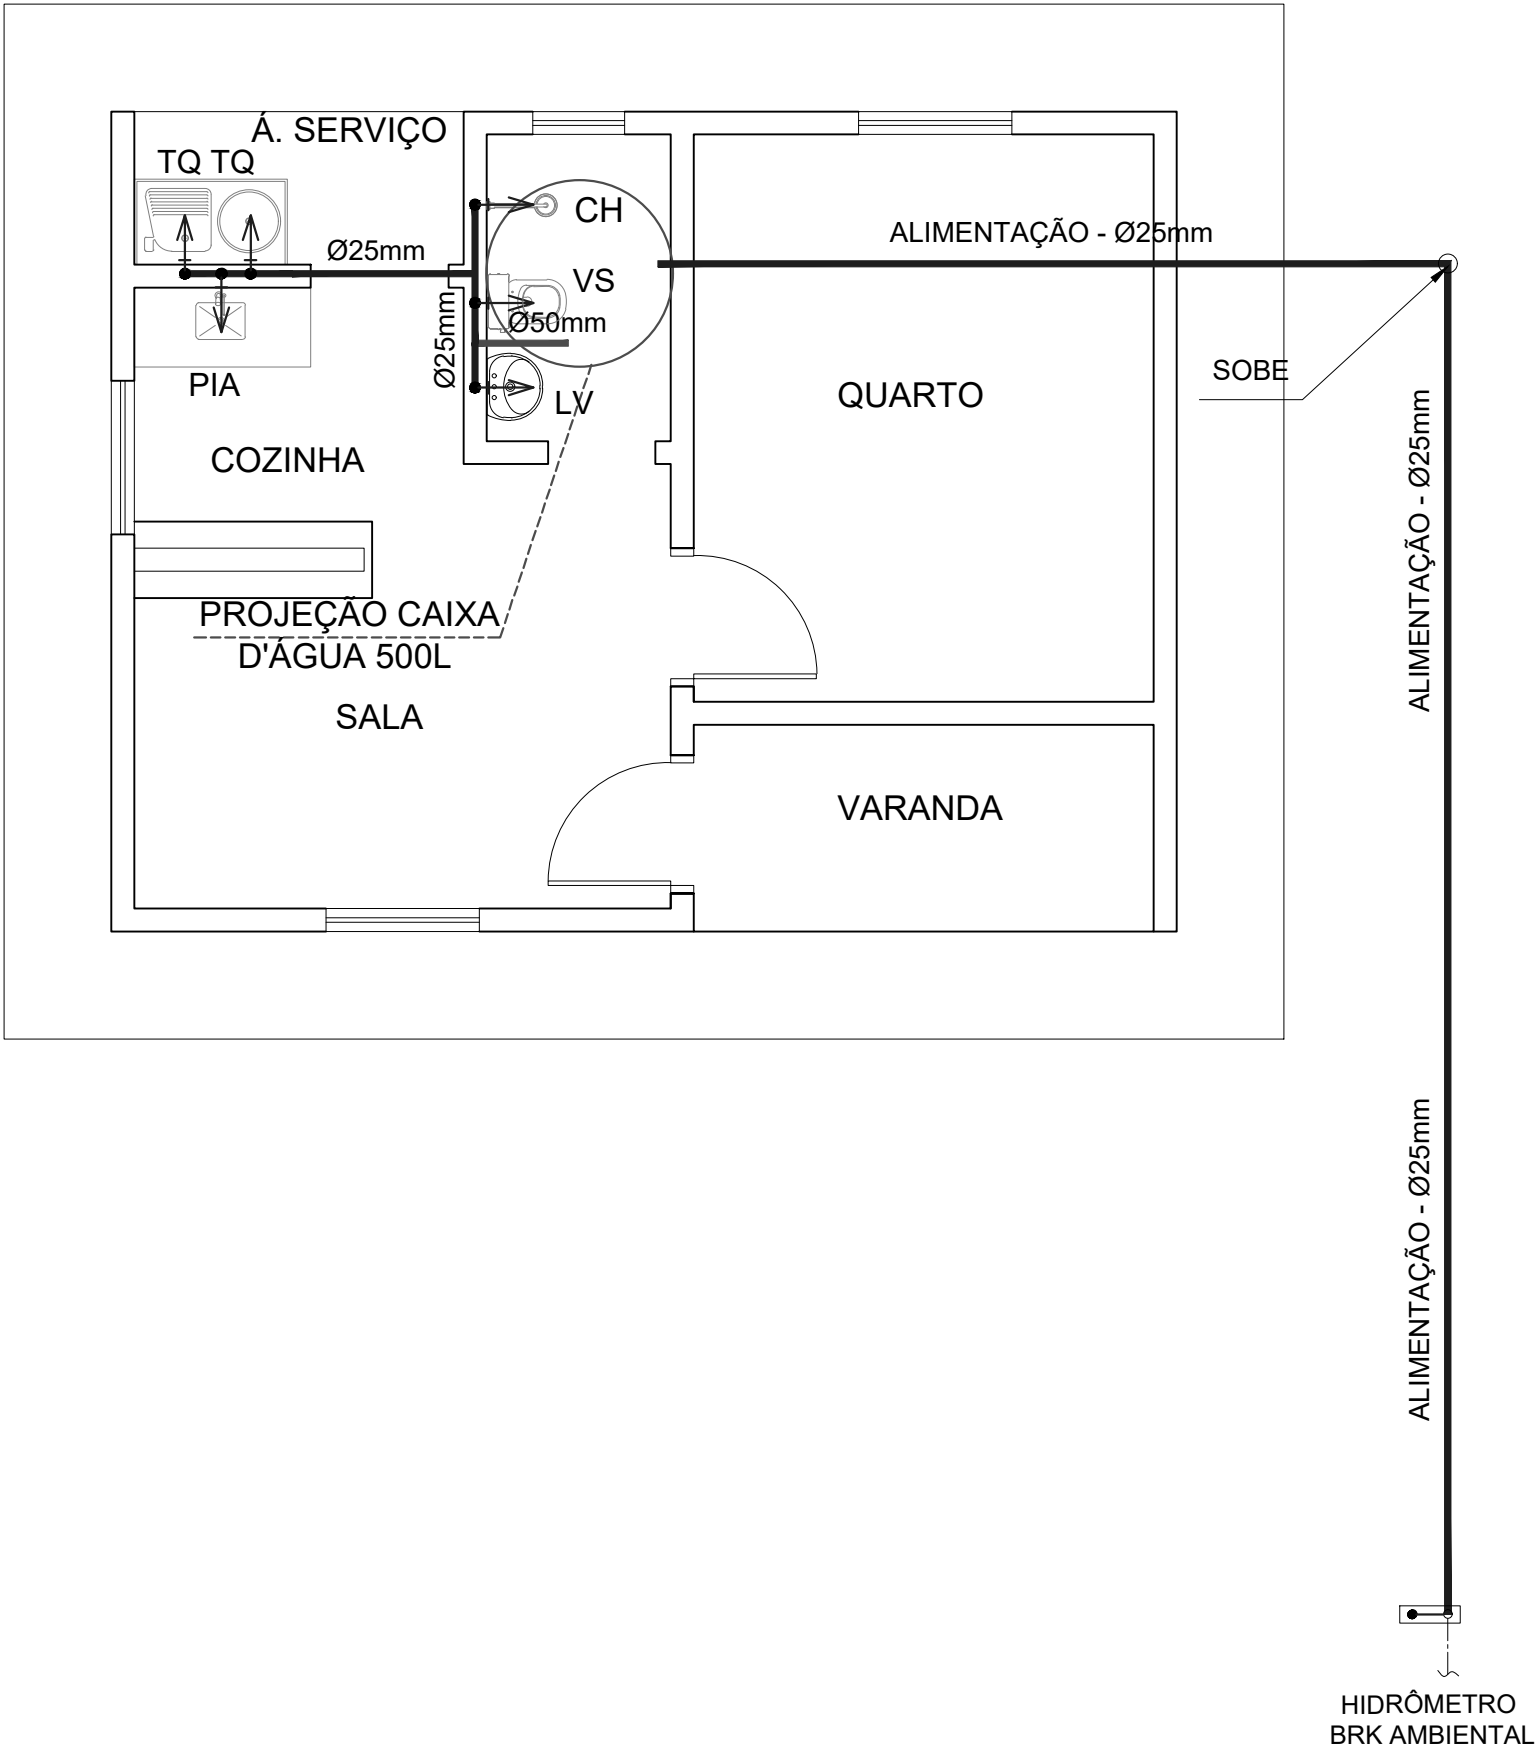 Á. SERVIÇO
TQ TQ
CH
ALIMENTAÇÃO - Ø25mm
Ø25mm
VS
Ø50mm
Ø25mm
SOBE
PIA
LV
QUARTO
COZINHA
ALIMENTAÇÃO - Ø25mm
PROJEÇÃO CAIXA
D'ÁGUA 500L
SALA
VARANDA
ALIMENTAÇÃO - Ø25mm
HIDRÔMETRO
BRK AMBIENTAL